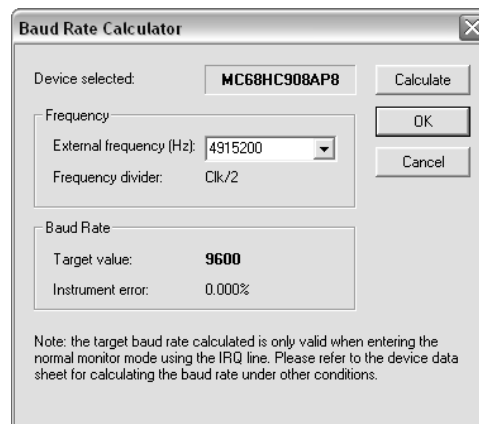 Baud Rate Calculator
Device selected: MC68HC908AP8
Calculate
Frequency
OK
External frequency (Hz): 4915200
Cancel
Frequency divider: Clk/2
Baud Rate
Target value: 9600
Instrument error: 0.000%
Note: the target baud rate calculated is only valid when entering the
normal monitor mode using the IRQ line. Please refer to the device data
sheet for calculating the baud rate under other conditions.